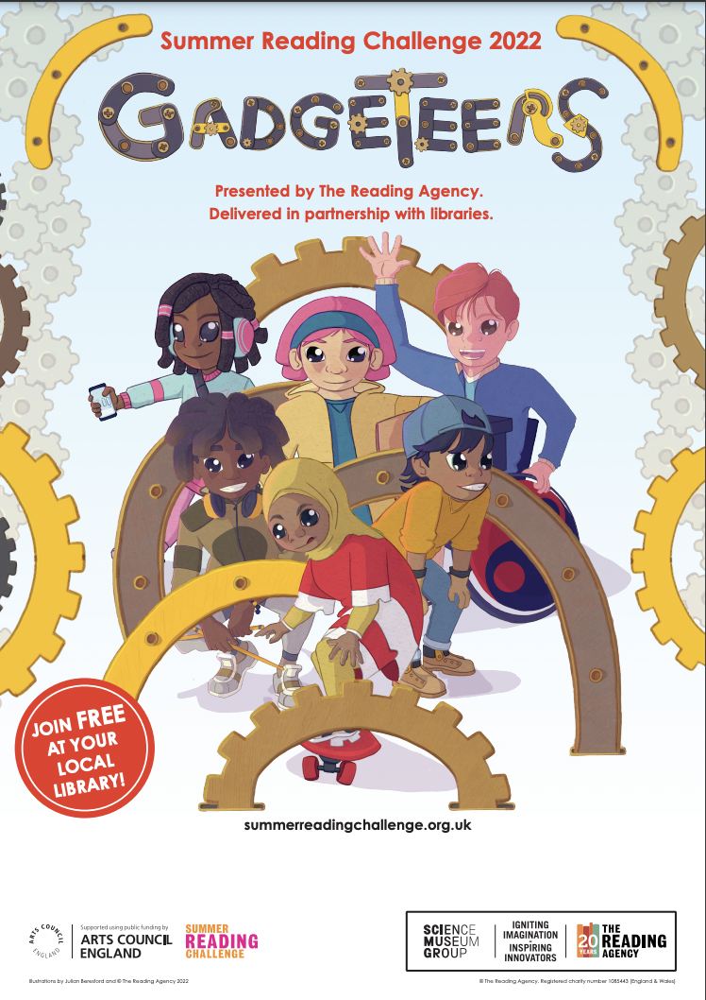 Summer Reading Challenge 2022
GADGETEERS
Presented by The Reading Agency.
Delivered in partnership with libraries.
JOIN FREE
AT YOUR
LOCAL
LIBRARY!
summerreadingchallenge.org.uk
ARTS COUNCIL
ENGLAND
Supported using public funding by
ARTS COUNCIL
ENGLAND
SUMMER
READING
CHALLENGE
SCIENCE
MUSEUM
GROUP
IGNITING
IMAGINATION
INSPIRING
INNOVATORS
20
YEARS
THE
READING
AGENCY
Illustrations by Julian Beresford and © The Reading Agency 2022
© The Reading Agency. Registered charity number 1085443 (England & Wales)